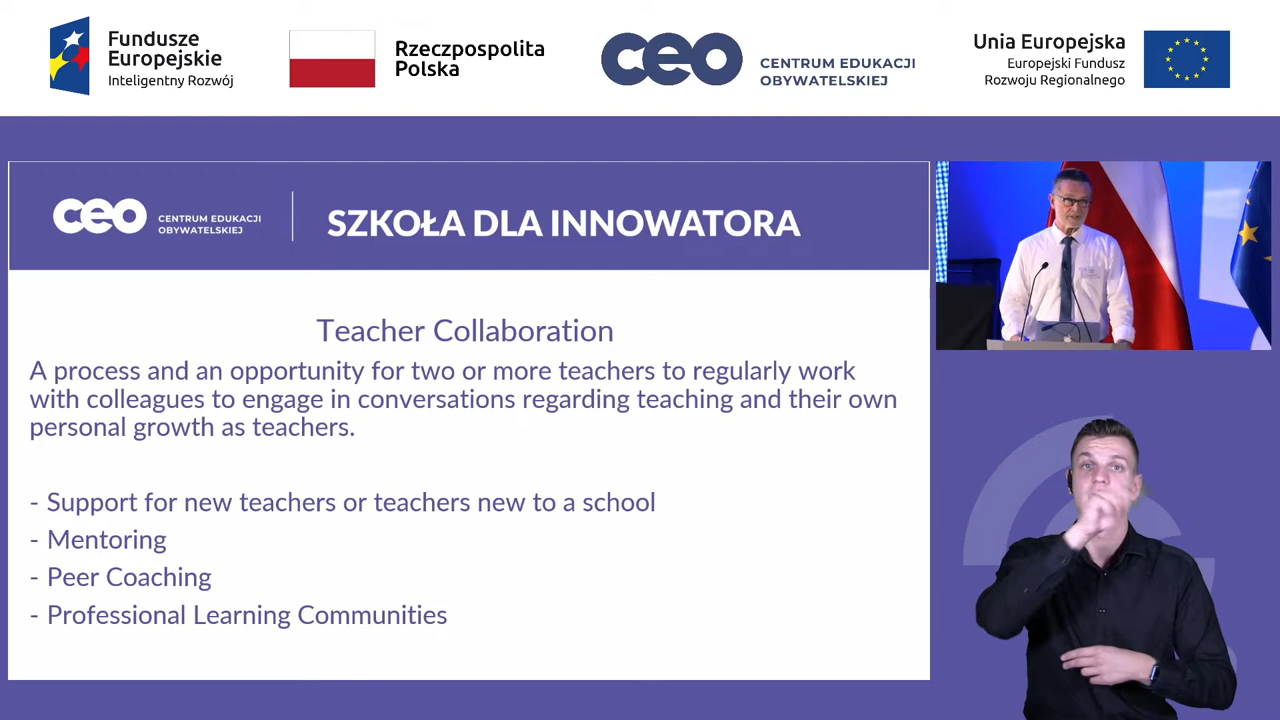 Fundusze
Europejskie
Inteligentny Rozwój
Rzeczpospolita
Polska
ceo
CENTRUM EDUKACJI
OBYWATELSKIEJ
Unia Europejska
Europejski Fundusz
Rozwoju Regionalnego
ceo
CENTRUM EDUKACJI
OBYWATELSKIEJ
SZKOŁA DLA INNOWATORA
Teacher Collaboration
A process and an opportunity for two or more teachers to regularly work
with colleagues to engage in conversations regarding teaching and their own
personal growth as teachers.
- Support for new teachers or teachers new to a school
- Mentoring
- Peer Coaching
- Professional Learning Communities